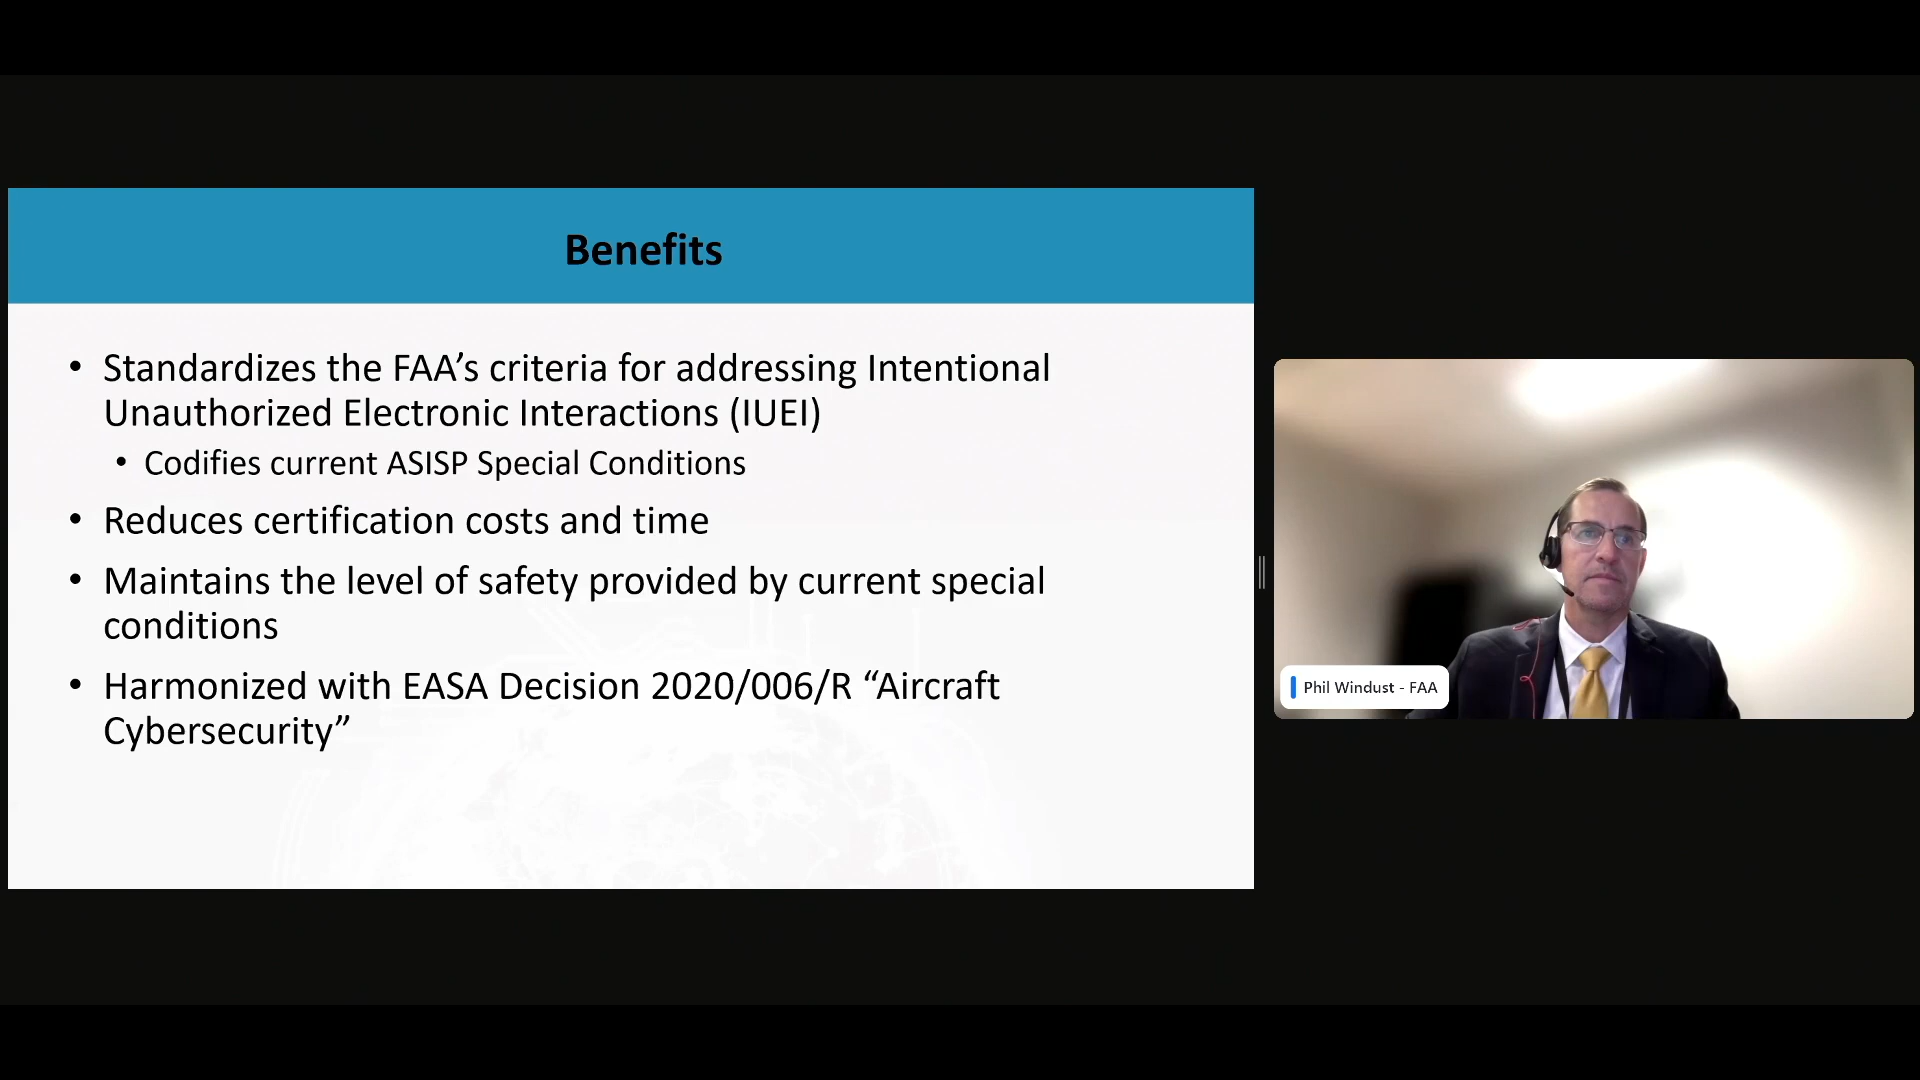 Benefits
• Standardizes the FAA’s criteria for addressing Intentional
Unauthorized Electronic Interactions (IUEI)
• Codifies current ASISP Special Conditions
• Reduces certification costs and time
• Maintains the level of safety provided by current special
conditions
• Harmonized with EASA Decision 2020/006/R “Aircraft
Cybersecurity”
Phil Windust - FAA